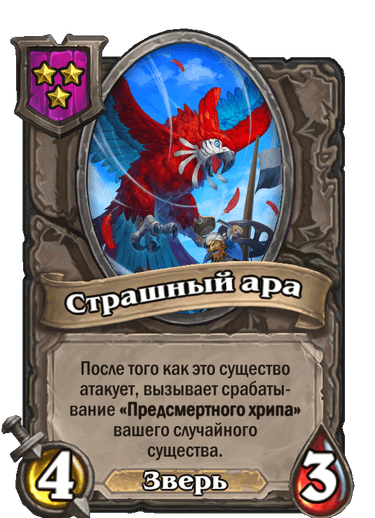 Страшный ара
После того как это существо
атакует, вызывает срабаты-
вание «Предсмертного хрипа»
вашего случайного
существа.
4
Зверь
3